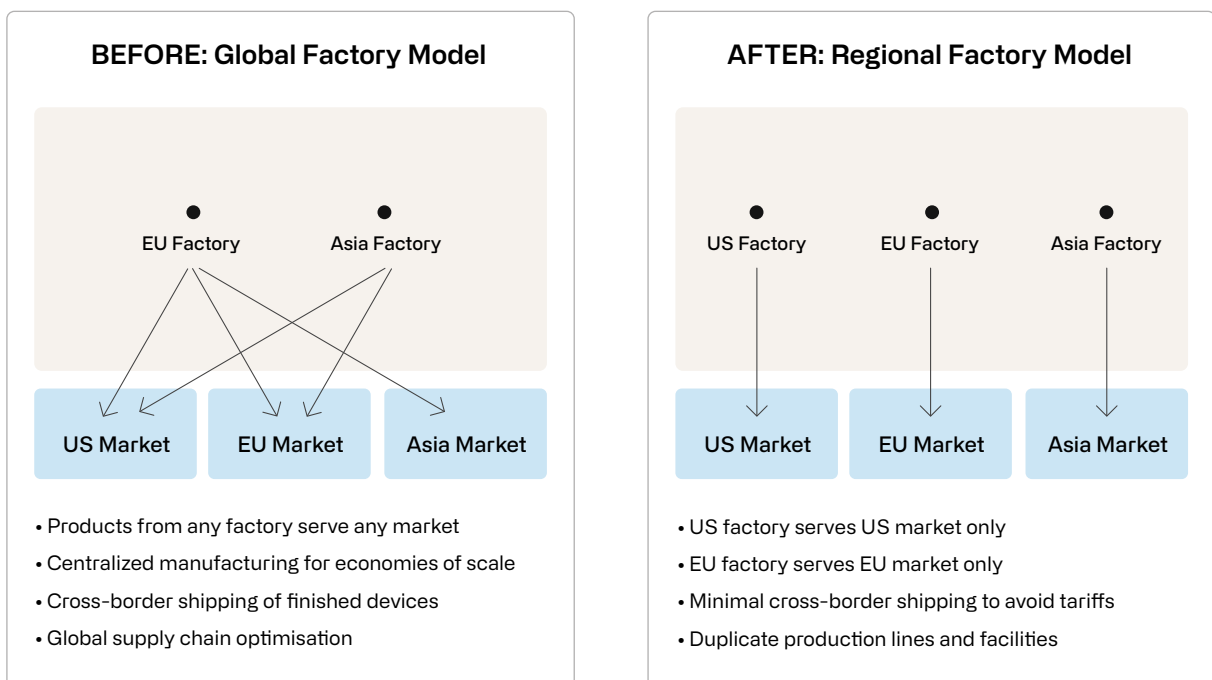 BEFORE: Global Factory Model
EU Factory
Asia Factory
US Market
EU Market
Asia Market
• Products from any factory serve any market
• Centralized manufacturing for economies of scale
• Cross-border shipping of finished devices
• Global supply chain optimisation
AFTER: Regional Factory Model
US Factory
EU Factory
Asia Factory
US Market
EU Market
Asia Market
• US factory serves US market only
• EU factory serves EU market only
• Minimal cross-border shipping to avoid tariffs
• Duplicate production lines and facilities